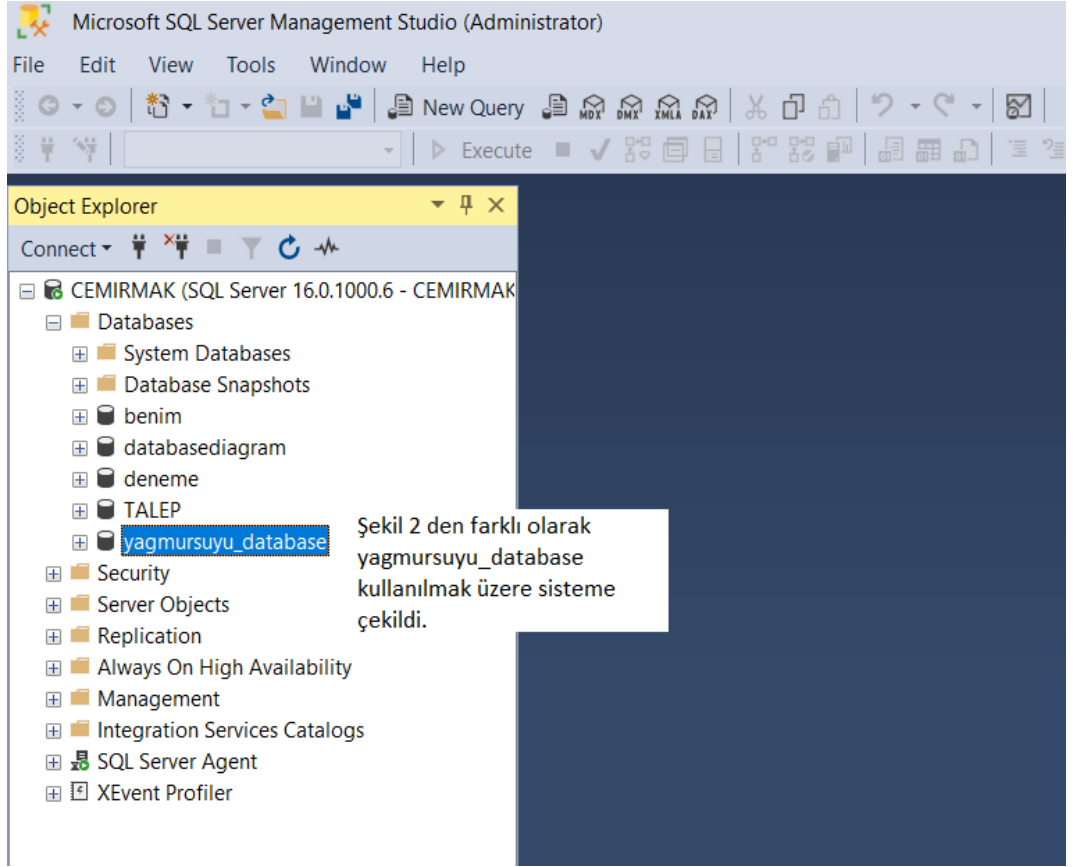 Microsoft SQL Server Management Studio (Administrator)
File Edit View Tools Window Help
New Query MDX DMX XMLA DAX
Execute
Object Explorer
Connect
CEMIRMAK (SQL Server 16.0.1000.6 - CEMIRMAK
Databases
System Databases
Database Snapshots
benim
databasediagram
deneme
TALEP
yagmursuyu_database
Şekil 2 den farklı olarak
yagmursuyu_database
kullanılmak üzere sisteme
çekildi.
Security
Server Objects
Replication
Always On High Availability
Management
Integration Services Catalogs
SQL Server Agent
XEvent Profiler